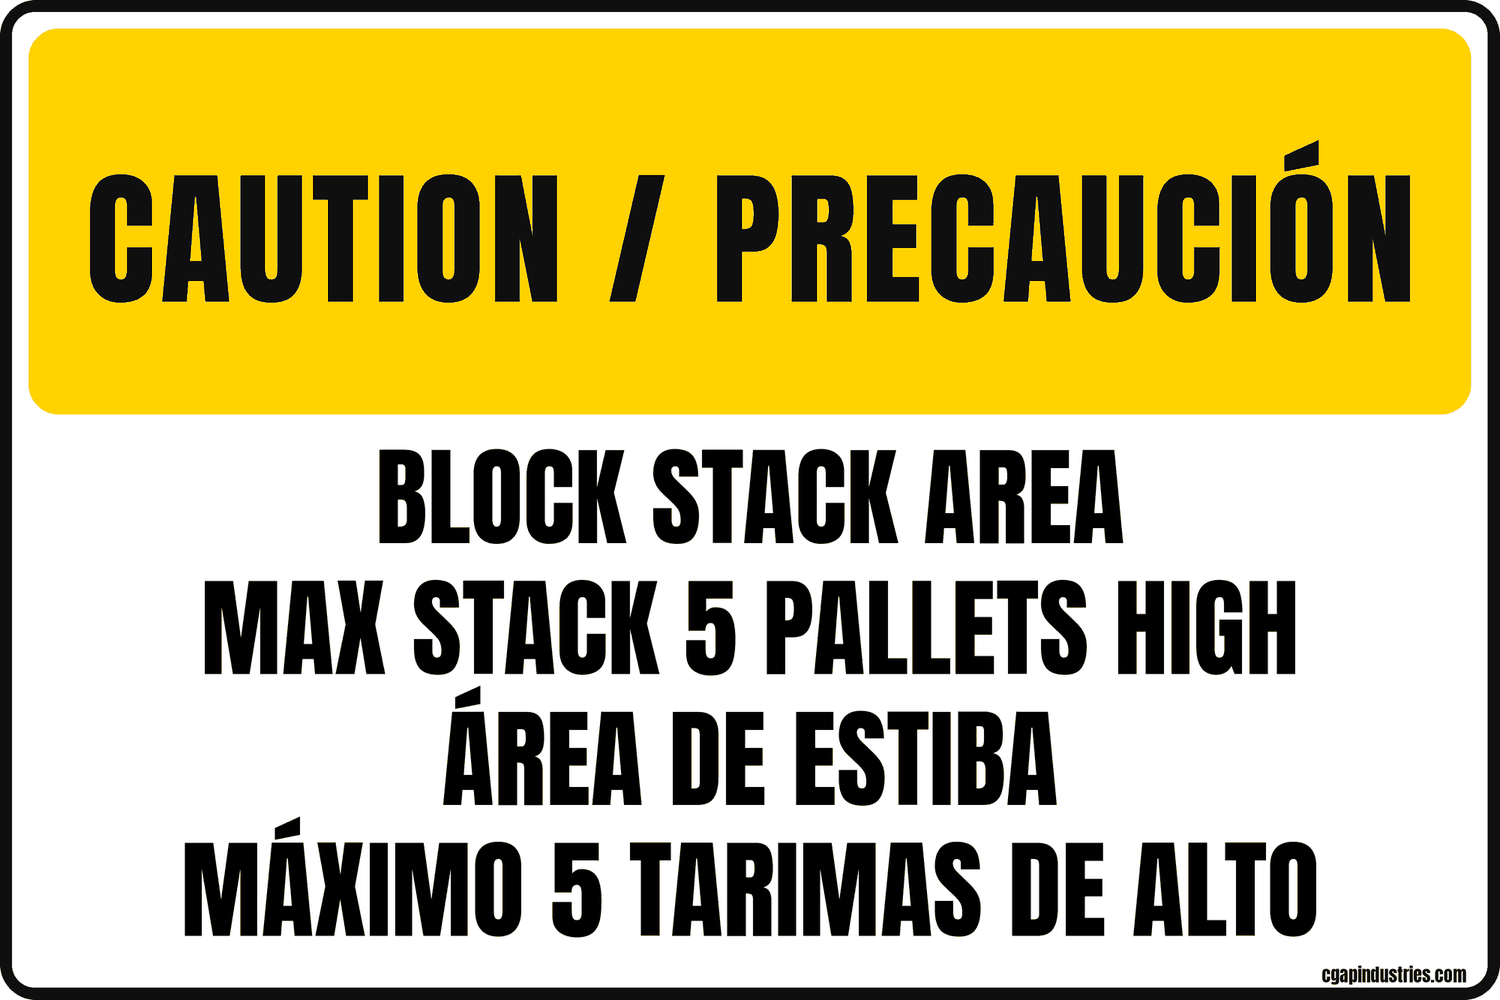 CAUTION / PRECAUCIÓN
BLOCK STACK AREA
MAX STACK 5 PALLETS HIGH
ÁREA DE ESTIBA
MÁXIMO 5 TARIMAS DE ALTO
cgapindustries.com